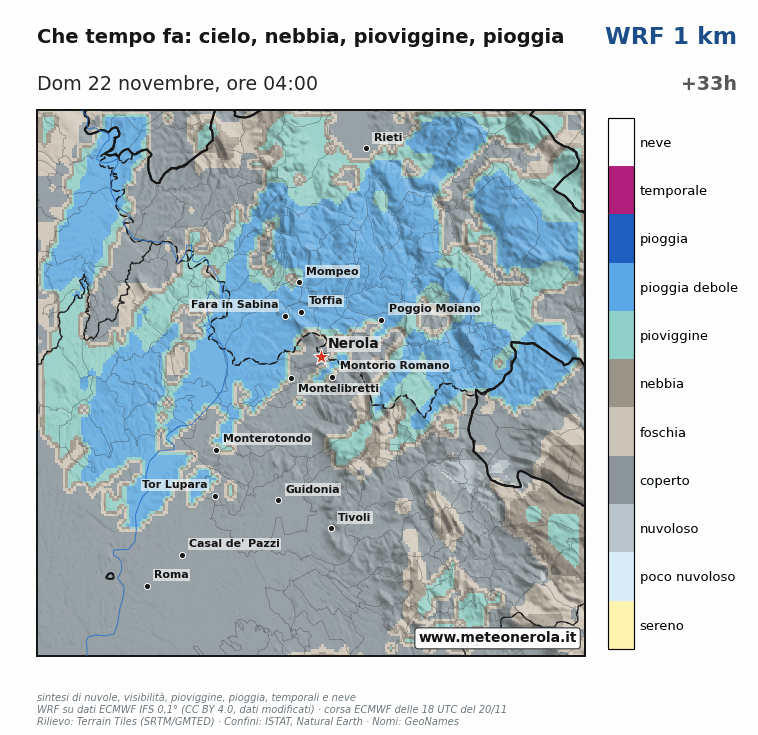 Che tempo fa: cielo, nebbia, pioviggine, pioggia
WRF 1 km
Dom 22 novembre, ore 04:00
+33h
Rieti
Mompeo
Fara in Sabina
Toffia
Poggio Moiano
Nerola
Montorio Romano
Montelibretti
Monterotondo
Tor Lupara
Guidonia
Tivoli
Casal de' Pazzi
Roma
www.meteonerola.it
neve
temporale
pioggia
pioggia debole
pioviggine
nebbia
foschia
coperto
nuvoloso
poco nuvoloso
sereno
sintesi di nuvole, visibilità, pioviggine, pioggia, temporali e neve
WRF su dati ECMWF IFS 0,1° (CC BY 4.0, dati modificati) · corsa ECMWF delle 18 UTC del 20/11
Rilievo: Terrain Tiles (SRTM/GMTED) · Confini: ISTAT, Natural Earth · Nomi: GeoNames